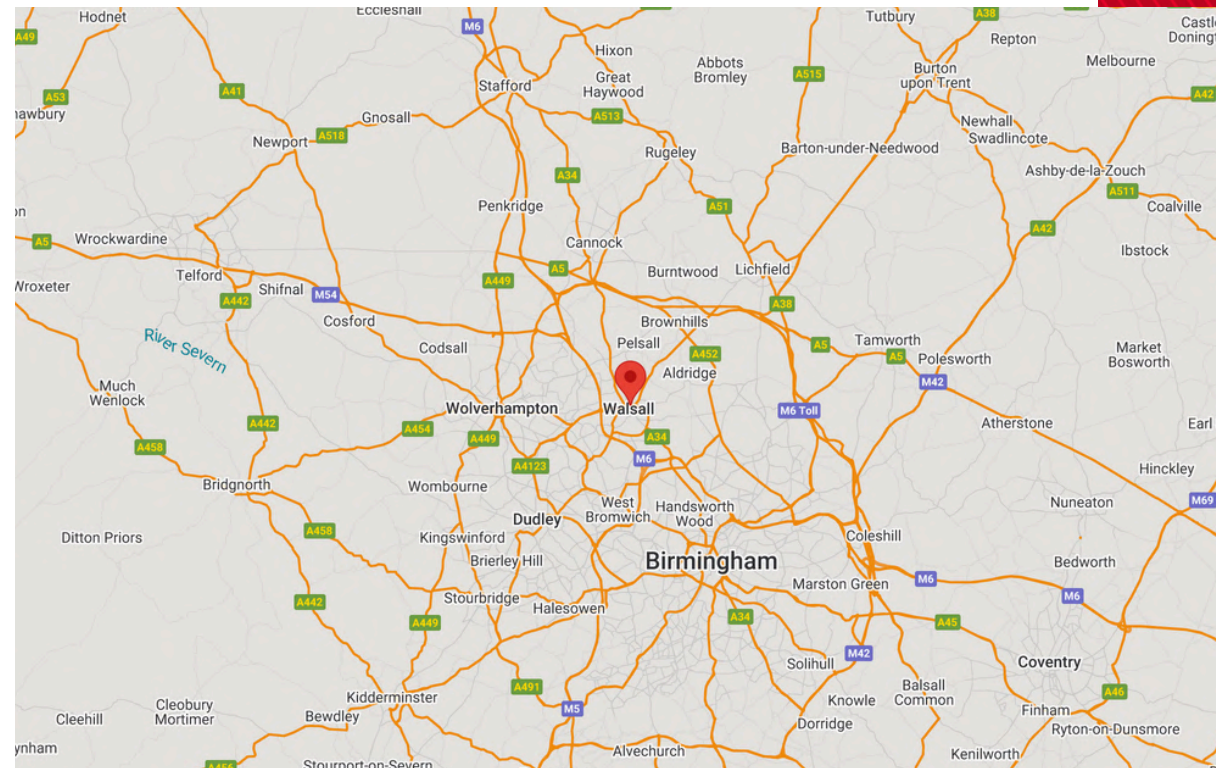 Hodnet
Eccleshall
M6
Tutbury
A38
Repton
Castle
Donington
A49
Hixon
Abbots
Bromley
Melbourne
Great
Haywood
Stafford
A515
Burton
upon Trent
A53
A41
A42
Gnosall
A513
Newhall
Swadlincote
Newport
A518
Rugeley
Barton-under-Needwood
A34
Ashby-de-la-Zouch
A511
Penkridge
A51
Coalville
A5
Wrockwardine
Cannock
A42
Ibstock
Telford
Shifnal
A449
A5
Burntwood
Lichfield
Wroxeter
A442
M54
A38
Cosford
Brownhills
River Severn
Codsall
Pelsall
A452
A5
Tamworth
A5
Polesworth
Market
Bosworth
Aldridge
M42
Much
Wenlock
Wolverhampton
Walsall
M6 Toll
A442
A454
A449
A34
Atherstone
Earl
A458
A4123
M6
Hinckley
Bridgnorth
Wombourne
M69
West
Bromwich
Handsworth
Wood
Nuneaton
Dudley
A458
Ditton Priors
Kingswinford
Coleshill
Brierley Hill
Birmingham
Bedworth
Marston Green
M6
M6
A442
Stourbridge
Halesowen
A449
A34
A45
M42
Solihull
Coventry
A491
Balsall
Common
A46
Kidderminster
Knowle
Cleobury
Mortimer
M5
Cleehill
Bewdley
Dorridge
Finham
Ryton-on-Dunsmore
Alvechurch
Kenilworth
A456
Stourport-on-Severn